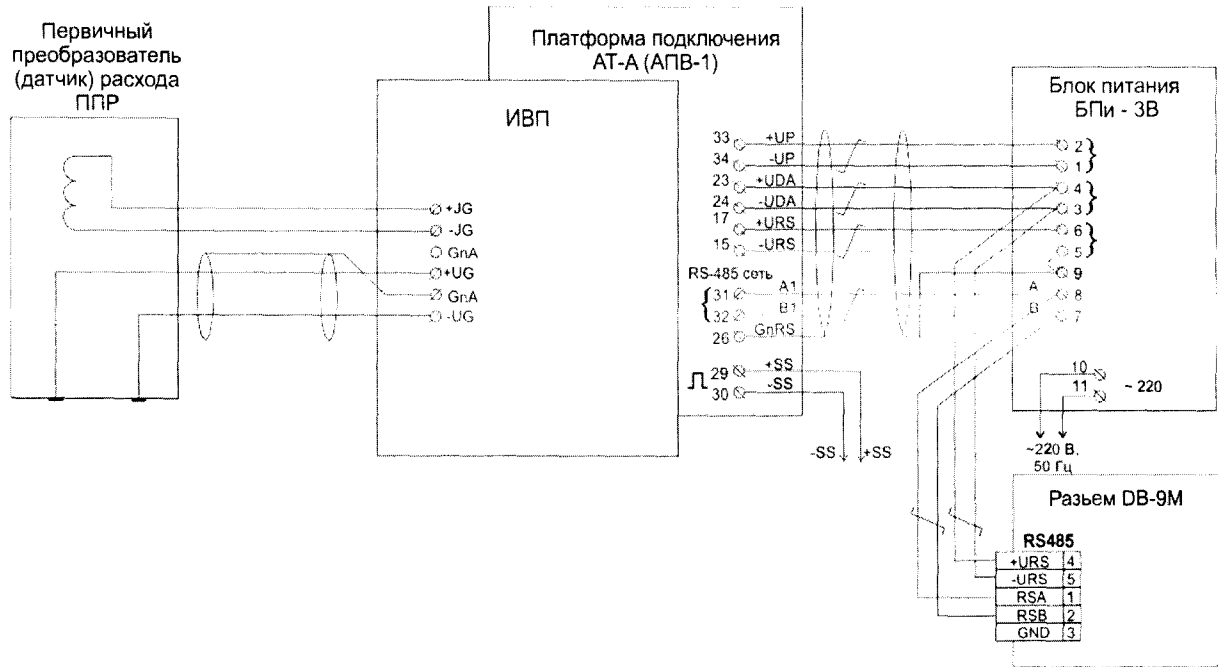 Первичный
преобразователь
(датчик) расхода
ППР
Платформа подключения
АТ-А (АПВ-1)
ИВП
Блок питания
БПи - 3В
+JG
-JG
GnA
+UG
GnA
-UG
33 +UP
34 -UP
23 +UDA
24 -UDA
17 +URS
15 -URS
RS-485 сеть
{ 31 A1
32 B1
26 GnRS
29 +SS
30 -SS
-SS +SS
2 }
1
4 }
3
6 }
5
9
A 8
B 7
10
11 ~ 220
~220 В.
50 Гц
Разьем DB-9M
RS485
+URS 4
-URS 5
RSA 1
RSB 2
GND 3